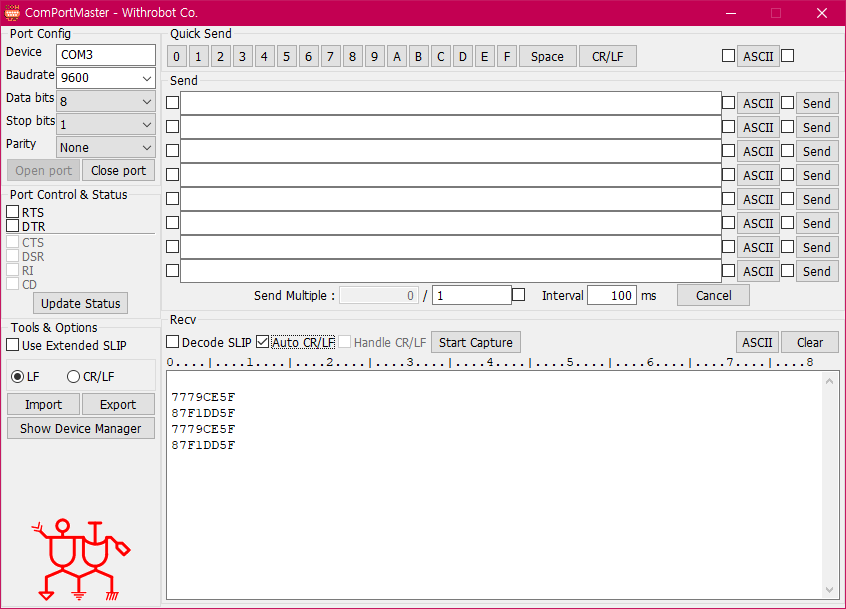 ComPortMaster - Withrobot Co.
Port Config
Device COM3
Baudrate 9600
Data bits 8
Stop bits 1
Parity None
Open port Close port
Port Control & Status
RTS
DTR
CTS
DSR
RI
CD
Update Status
Tools & Options
Use Extended SLIP
LF CR/LF
Import Export
Show Device Manager
Quick Send
0 1 2 3 4 5 6 7 8 9 A B C D E F Space CR/LF ASCII
Send
ASCII Send
ASCII Send
ASCII Send
ASCII Send
ASCII Send
ASCII Send
ASCII Send
ASCII Send
Send Multiple : 0 / 1 Interval 100 ms Cancel
Recv
Decode SLIP Auto CR/LF Handle CR/LF Start Capture ASCII Clear
0....|....1....|....2....|....3....|....4....|....5....|....6....|....7....|....8
7779CE5F
87F1DD5F
7779CE5F
87F1DD5F